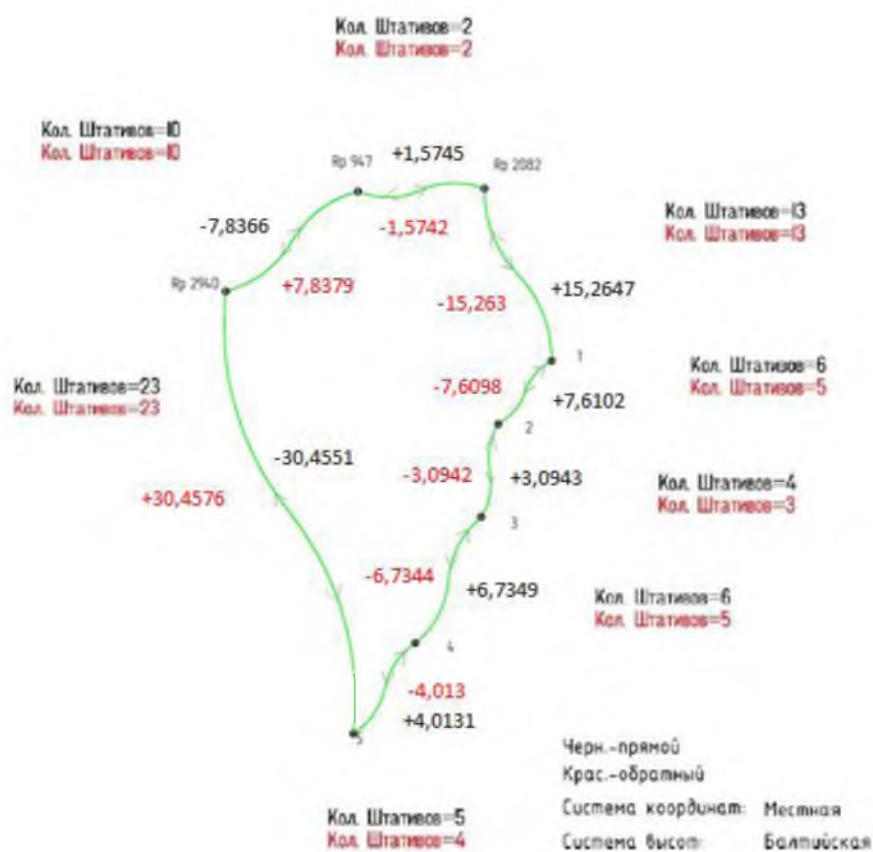 Кол. Штативов=2
Кол. Штативов=2
Кол. Штативов=10
Кол. Штативов=10
Rp 947
+1,5745
Rp 2082
-1,5742
-7,8366
+7,8379
Rp 2940
Кол. Штативов=13
Кол. Штативов=13
-15,263
+15,2647
1
Кол. Штативов=6
Кол. Штативов=5
-7,6098
+7,6102
2
Кол. Штативов=23
Кол. Штативов=23
-30,4551
+30,4576
-3,0942
+3,0943
3
Кол. Штативов=4
Кол. Штативов=3
-6,7344
+6,7349
Кол. Штативов=6
Кол. Штативов=5
4
-4,013
+4,0131
5
Кол. Штативов=5
Кол. Штативов=4
Черн.-прямой
Крас.-обратный
Система координат: Местная
Система высот: Балтийская